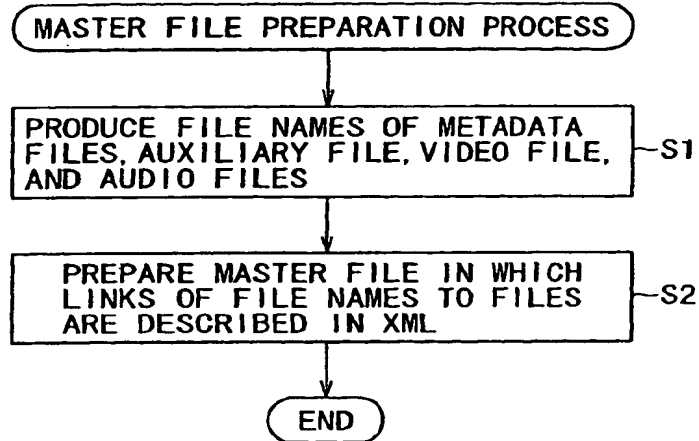 MASTER FILE PREPARATION PROCESS
PRODUCE FILE NAMES OF METADATA
FILES, AUXILIARY FILE, VIDEO FILE,
AND AUDIO FILES
S1
PREPARE MASTER FILE IN WHICH
LINKS OF FILE NAMES TO FILES
ARE DESCRIBED IN XML
S2
END